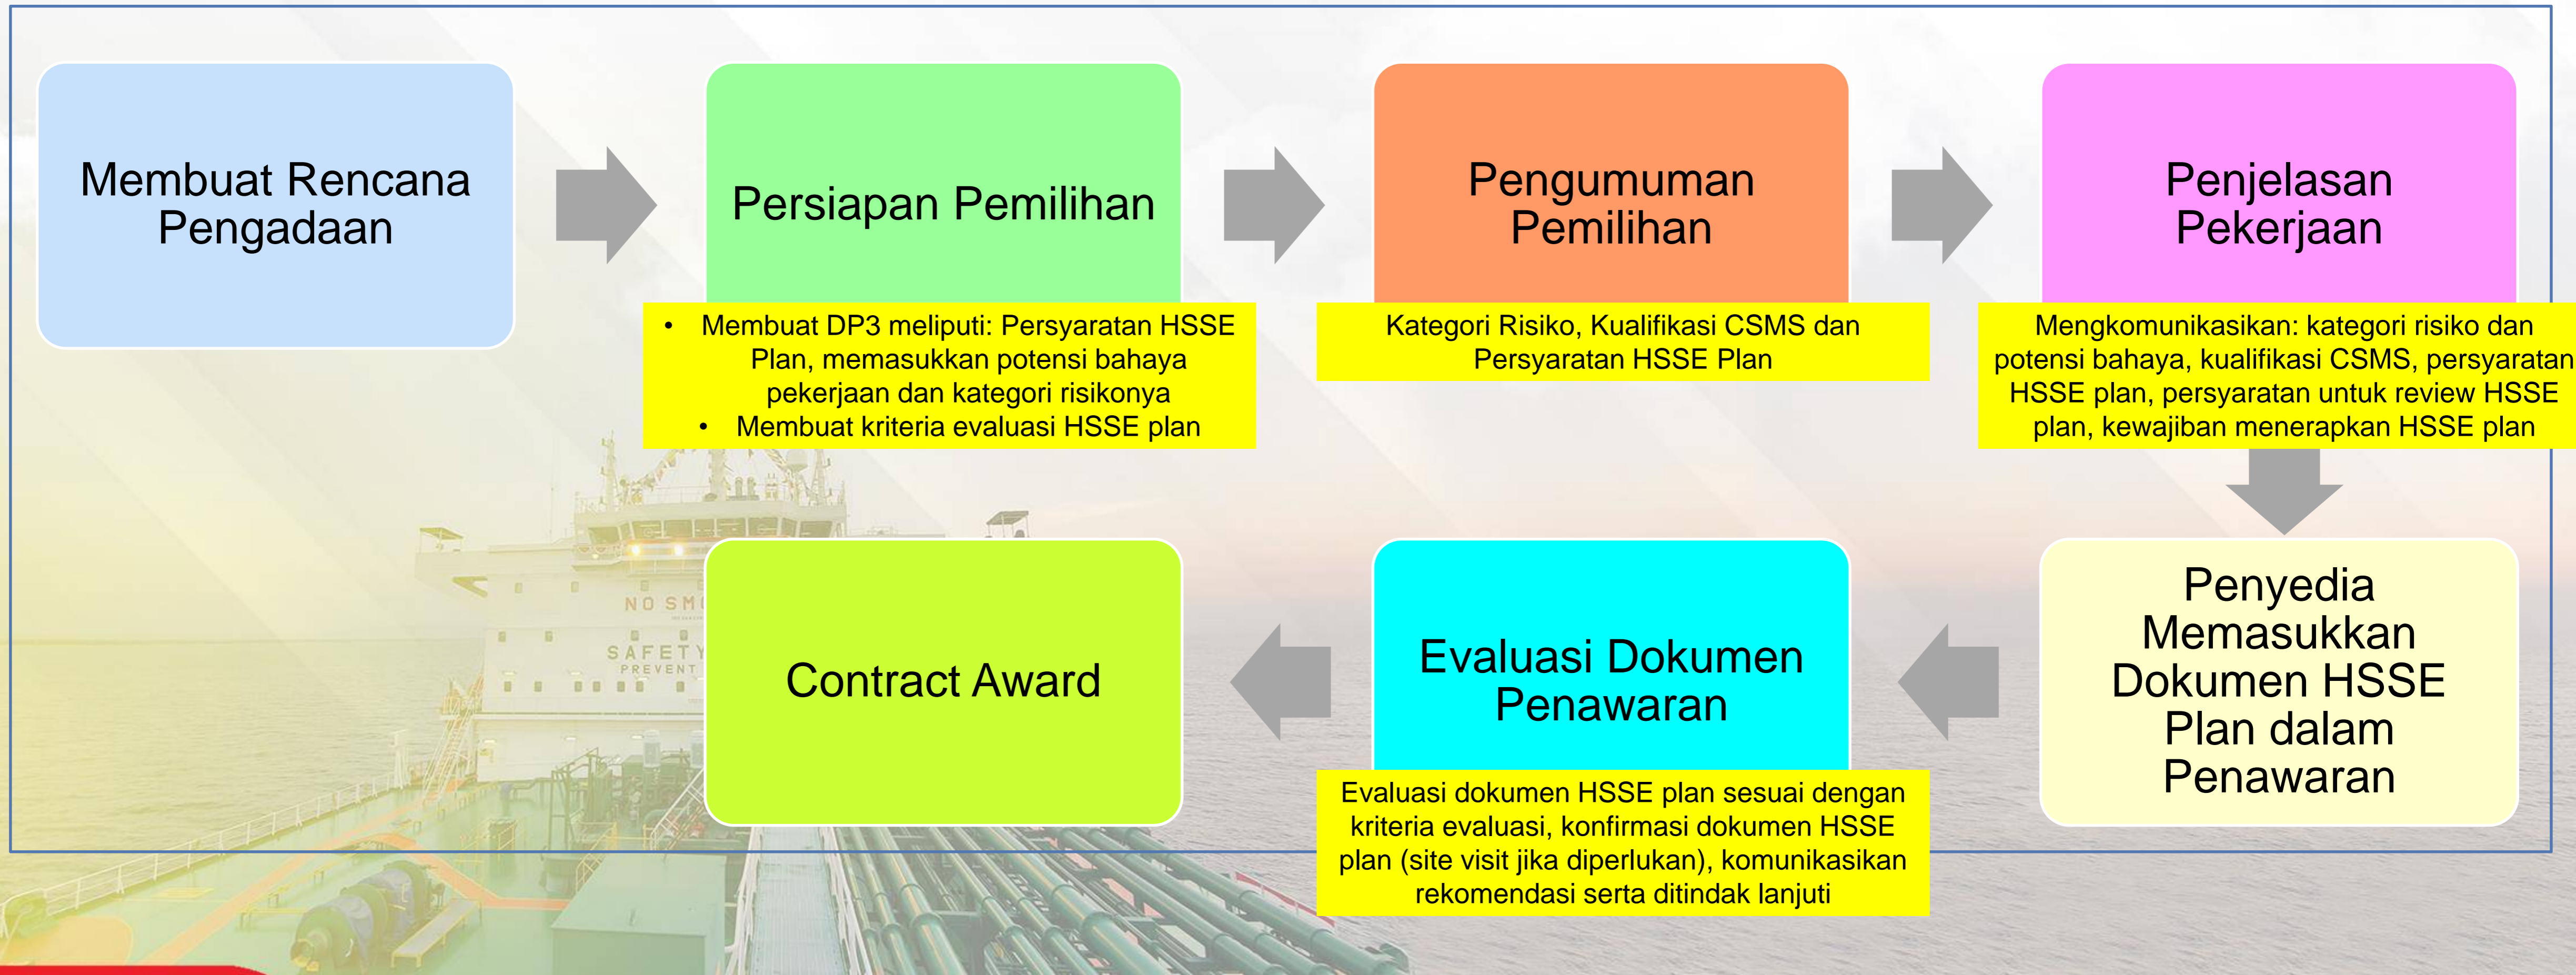 Membuat Rencana
Pengadaan
Persiapan Pemilihan
• Membuat DP3 meliputi: Persyaratan HSSE
Plan, memasukkan potensi bahaya
pekerjaan dan kategori risikonya
• Membuat kriteria evaluasi HSSE plan
Pengumuman
Pemilihan
Kategori Risiko, Kualifikasi CSMS dan
Persyaratan HSSE Plan
Penjelasan
Pekerjaan
Mengkomunikasikan: kategori risiko dan
potensi bahaya, kualifikasi CSMS, persyaratan
HSSE plan, persyaratan untuk review HSSE
plan, kewajiban menerapkan HSSE plan
Penyedia
Memasukkan
Dokumen HSSE
Plan dalam
Penawaran
Evaluasi Dokumen
Penawaran
Evaluasi dokumen HSSE plan sesuai dengan
kriteria evaluasi, konfirmasi dokumen HSSE
plan (site visit jika diperlukan), komunikasikan
rekomendasi serta ditindak lanjuti
Contract Award
NO SM
SAFETY
PREVENT